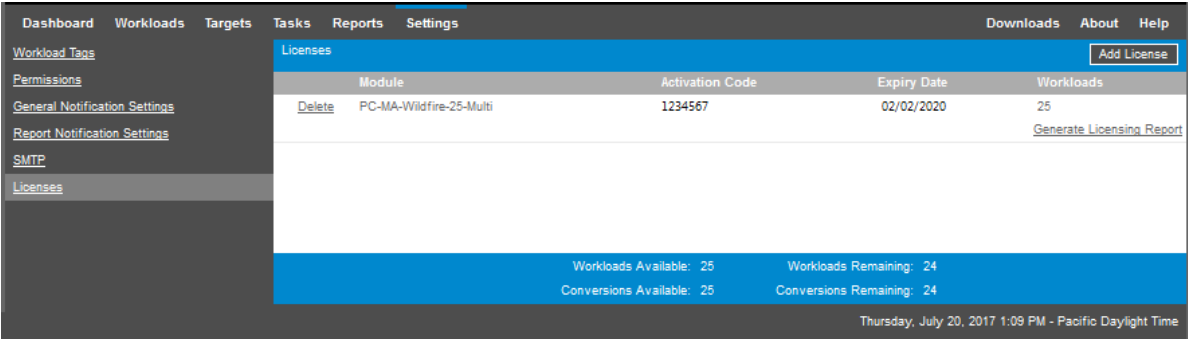 Dashboard Workloads Targets Tasks Reports Settings Downloads About Help
Workload Tags
Permissions
General Notification Settings
Report Notification Settings
SMTP
Licenses
Licenses Add License
Module Activation Code Expiry Date Workloads
Delete PC-MA-Wildfire-25-Multi 1234567 02/02/2020 25
Generate Licensing Report
Workloads Available: 25 Workloads Remaining: 24
Conversions Available: 25 Conversions Remaining: 24
Thursday, July 20, 2017 1:09 PM - Pacific Daylight Time